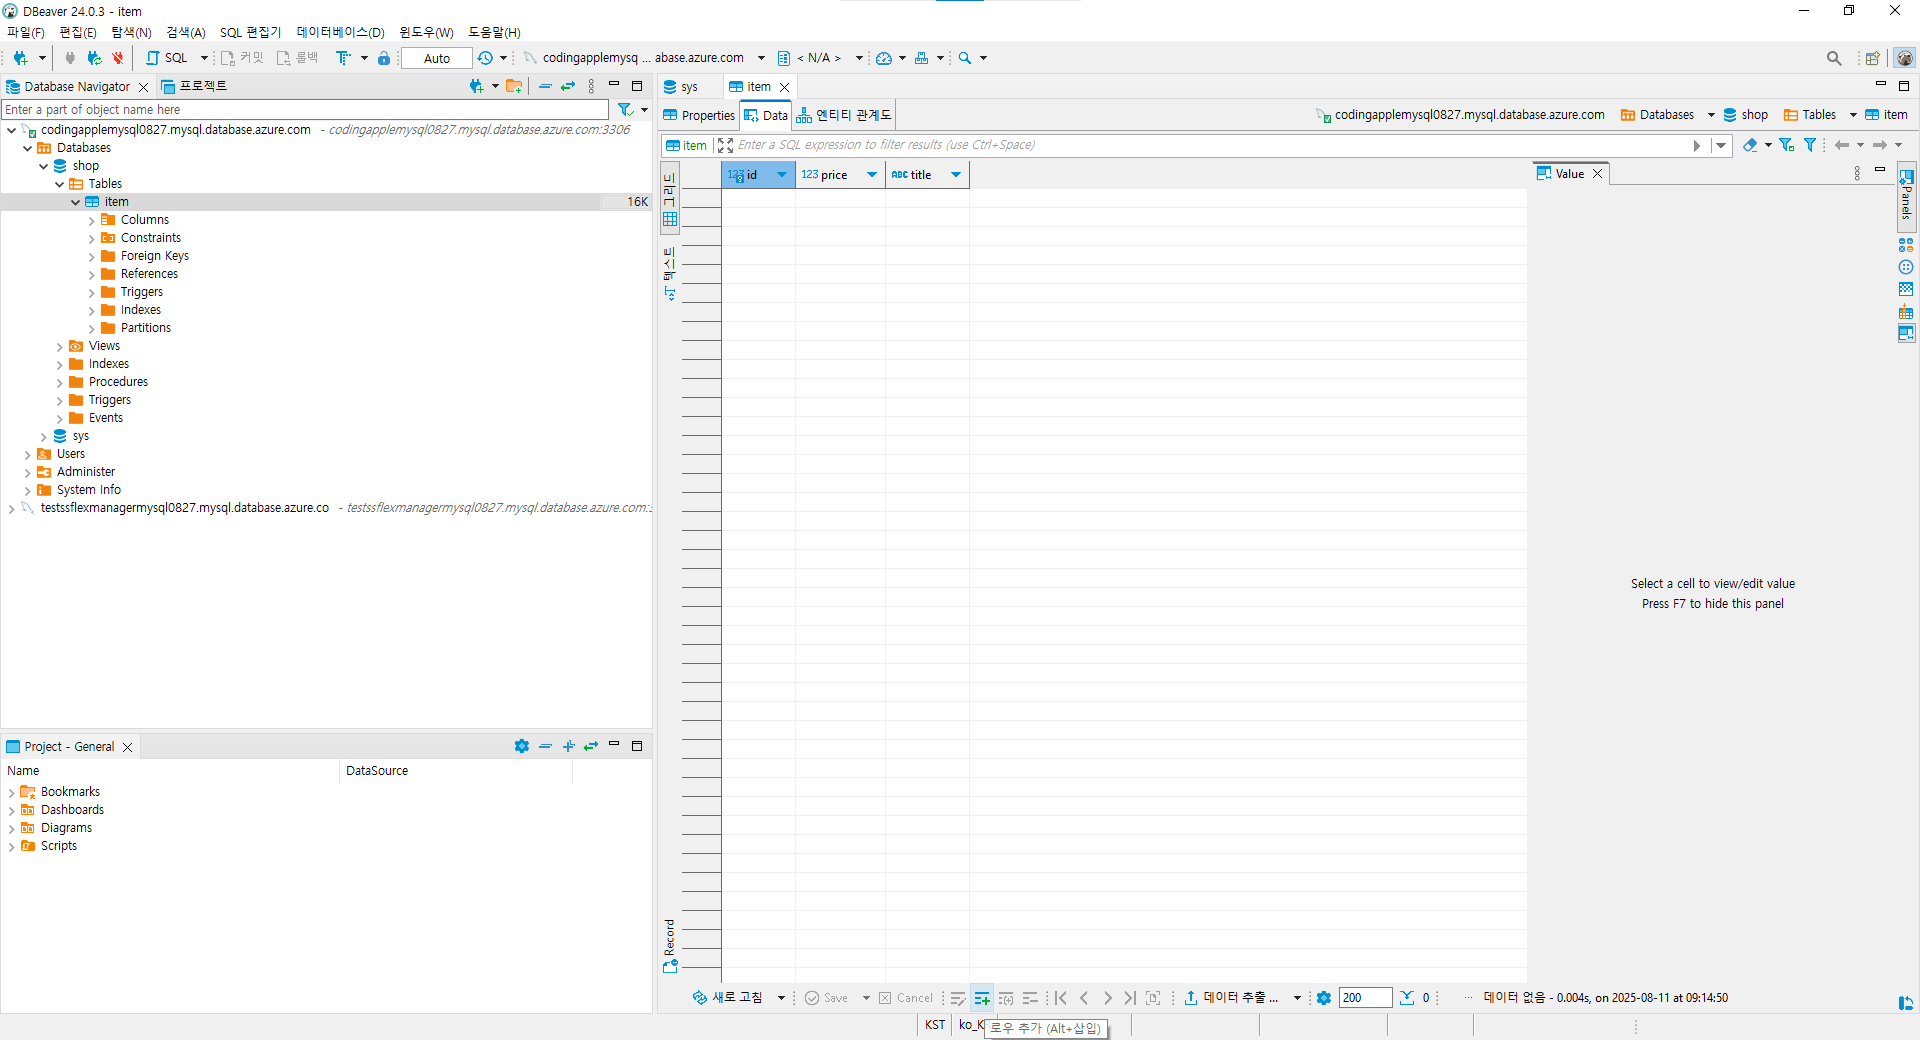 DBeaver 24.0.3 - item
파일(F) 편집(E) 탐색(N) 검색(A) SQL 편집기 데이터베이스(D) 윈도우(W) 도움말(H)
SQL 커밋 롤백 Auto codingapplemysq ... abase.azure.com < N/A >
Database Navigator 프로젝트
Enter a part of object name here
codingapplemysql0827.mysql.database.azure.com - codingapplemysql0827.mysql.database.azure.com:3306
Databases
shop
Tables
item 16K
Columns
Constraints
Foreign Keys
References
Triggers
Indexes
Partitions
Views
Indexes
Procedures
Triggers
Events
sys
Users
Administer
System Info
testssflexmanagermysql0827.mysql.database.azure.co - testssflexmanagermysql0827.mysql.database.azure.com:3
Project - General
Name DataSource
Bookmarks
Dashboards
Diagrams
Scripts
sys item
Properties Data 엔티티 관계도 codingapplemysql0827.mysql.database.azure.com Databases shop Tables item
item Enter a SQL expression to filter results (use Ctrl+Space)
그리드
텍스트
Record
123 id 123 price ABC title
Value
Panels
Select a cell to view/edit value
Press F7 to hide this panel
새로 고침 Save Cancel 데이터 추출 ... 200 0 ... 데이터 없음 - 0.004s, on 2025-08-11 at 09:14:50
KST ko_K
로우 추가 (Alt+삽입)